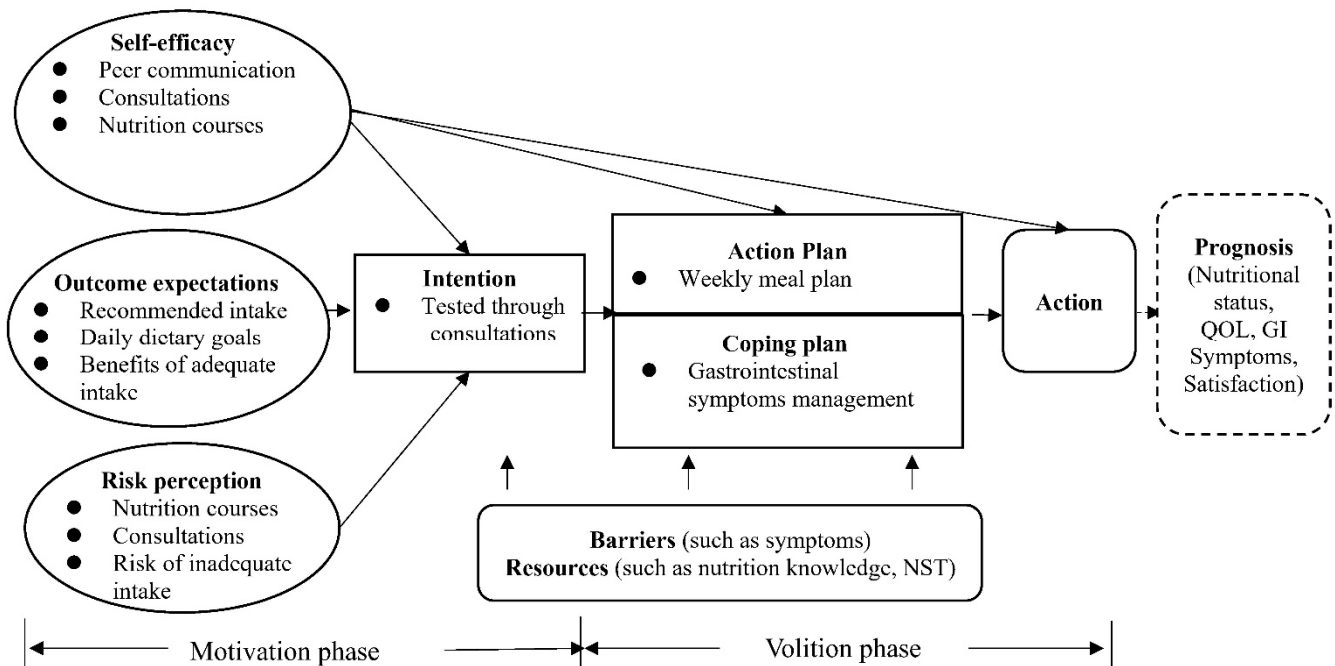 Self-efficacy
● Peer communication
● Consultations
● Nutrition courses
Outcome expectations
● Recommended intake
● Daily dietary goals
● Benefits of adequate
intake
Risk perception
● Nutrition courses
● Consultations
● Risk of inadequate
intake
Intention
● Tested through
consultations
Action Plan
● Weekly meal plan
Coping plan
● Gastrointestinal
symptoms management
Action
Prognosis
(Nutritional
status,
QOL, GI
Symptoms,
Satisfaction)
Barriers (such as symptoms)
Resources (such as nutrition knowledge, NST)
Motivation phase
Volition phase